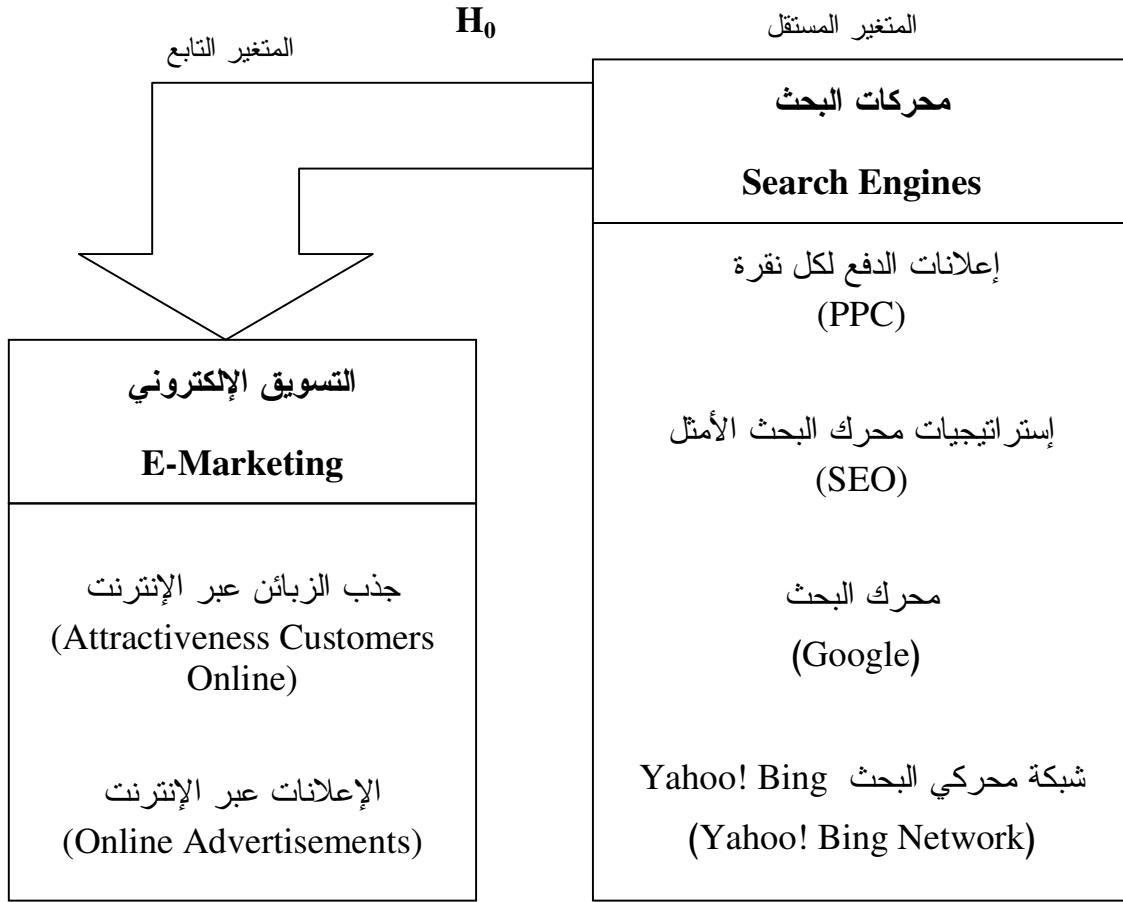 H0
المتغير المستقل
المتغير التابع
محركات البحث
Search Engines
إعلانات الدفع لكل نقرة
(PPC)
إستراتيجيات محرك البحث الأمثل
(SEO)
محرك البحث
(Google)
شبكة محركي البحث Yahoo! Bing
(Yahoo! Bing Network)
التسويق الإلكتروني
E-Marketing
جذب الزبائن عبر الإنترنت
(Attractiveness Customers
Online)
الإعلانات عبر الإنترنت
(Online Advertisements)